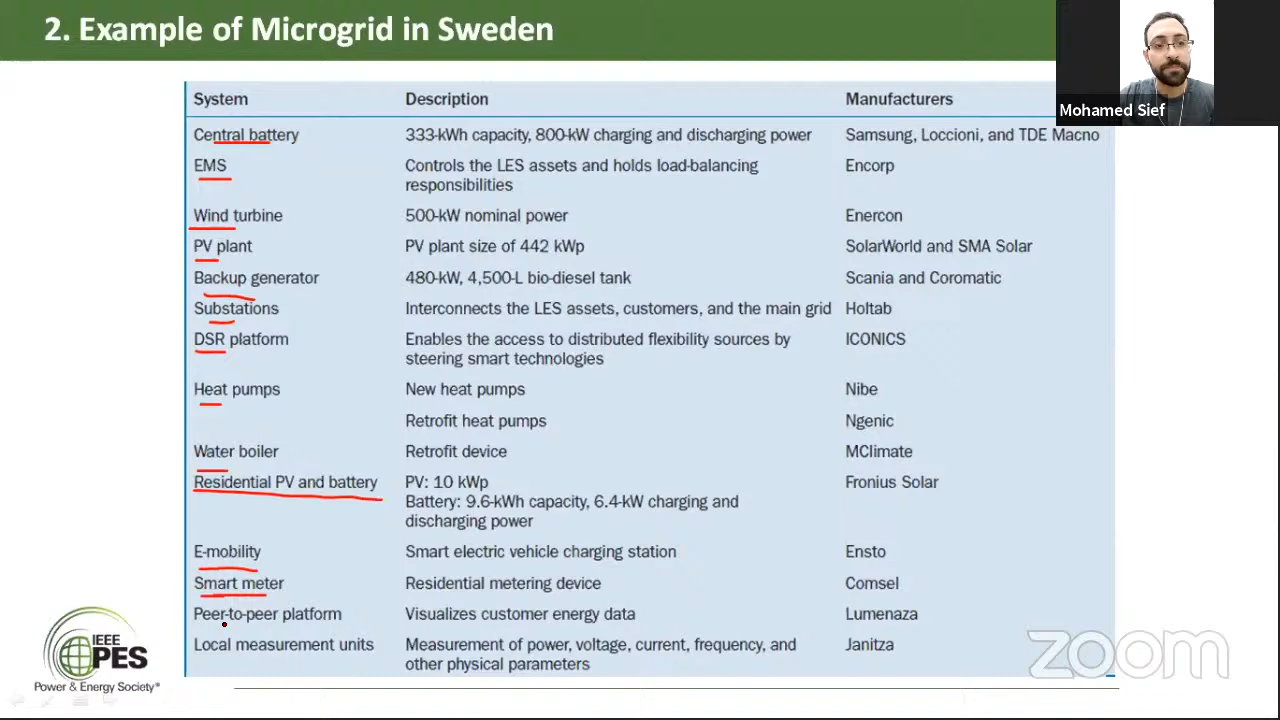 2. Example of Microgrid in Sweden
Mohamed Sief
System Description Manufacturers
Central battery 333-kWh capacity, 800-kW charging and discharging power Samsung, Loccioni, and TDE Macno
EMS Controls the LES assets and holds load-balancing Encorp
responsibilities
Wind turbine 500-kW nominal power Enercon
PV plant PV plant size of 442 kWp SolarWorld and SMA Solar
Backup generator 480-kW, 4,500-L bio-diesel tank Scania and Coromatic
Substations Interconnects the LES assets, customers, and the main grid Holtab
DSR platform Enables the access to distributed flexibility sources by ICONICS
steering smart technologies
Heat pumps New heat pumps Nibe
Retrofit heat pumps Ngenic
Water boiler Retrofit device MClimate
Residential PV and battery PV: 10 kWp Fronius Solar
Battery: 9.6-kWh capacity, 6.4-kW charging and
discharging power
E-mobility Smart electric vehicle charging station Ensto
Smart meter Residential metering device Comsel
Peer-to-peer platform Visualizes customer energy data Lumenaza
Local measurement units Measurement of power, voltage, current, frequency, and Janitza
other physical parameters
IEEE
PES
Power & Energy Society®
zoom